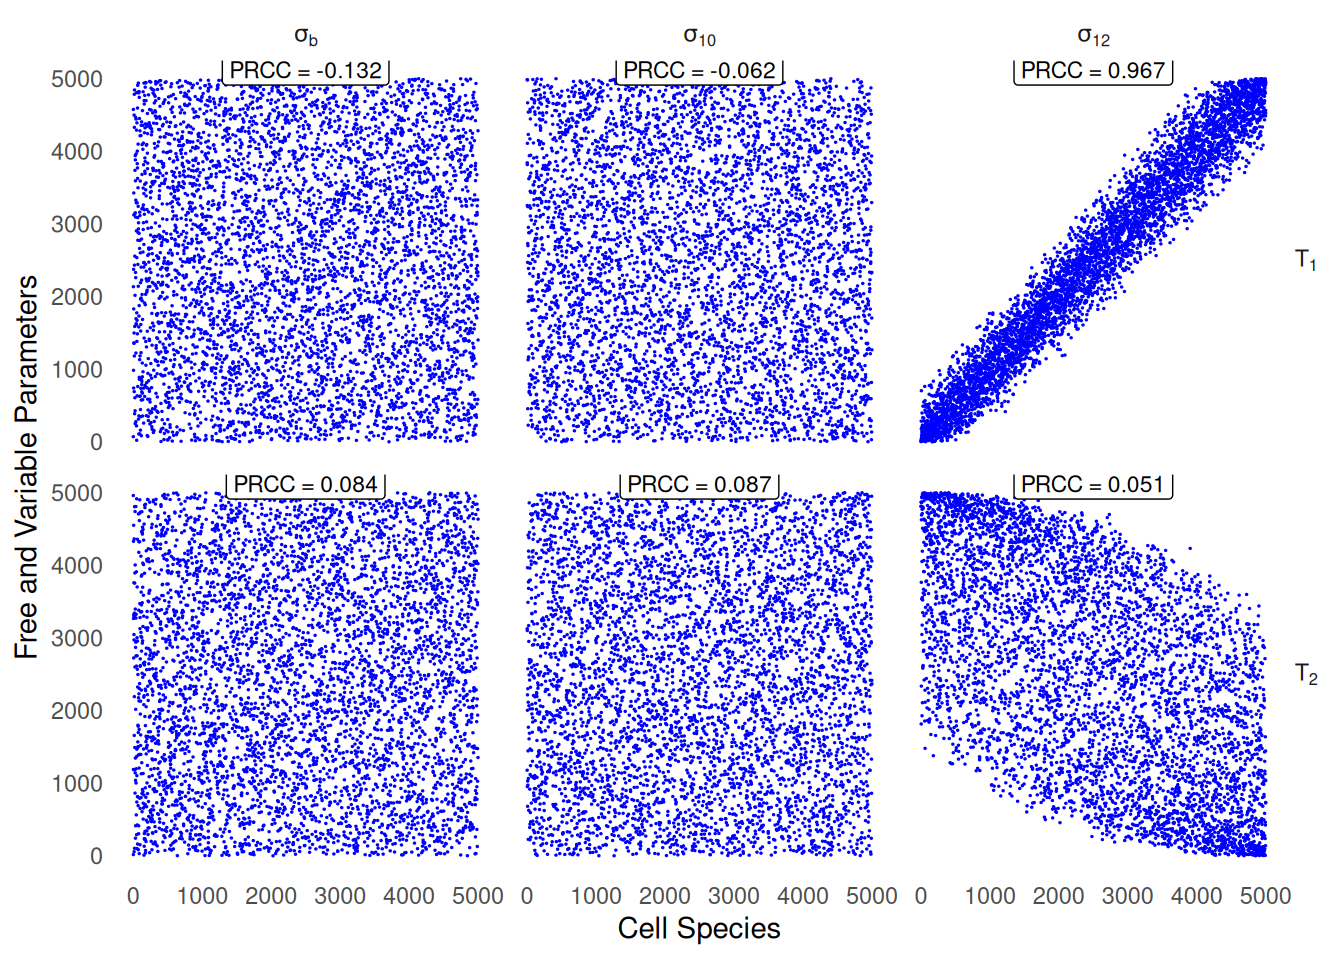 σb σ10 σ12
PRCC = -0.132 PRCC = -0.062 PRCC = 0.967
5000
4000
3000
2000
1000
0
T1
PRCC = 0.084 PRCC = 0.087 PRCC = 0.051
5000
4000
3000
2000
1000
0
T2
Free and Variable Parameters
0 1000 2000 3000 4000 5000 0 1000 2000 3000 4000 5000 0 1000 2000 3000 4000 5000
Cell Species